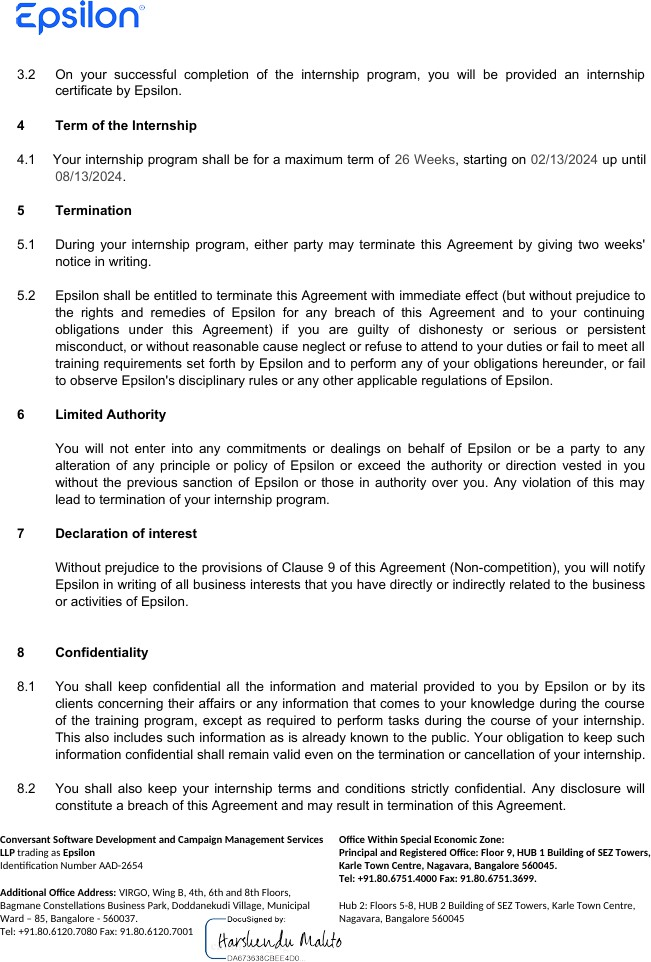 Epsilon®
3.2 On your successful completion of the internship program, you will be provided an internship
certificate by Epsilon.
4 Term of the Internship
4.1 Your internship program shall be for a maximum term of 26 Weeks, starting on 02/13/2024 up until
08/13/2024.
5 Termination
5.1 During your internship program, either party may terminate this Agreement by giving two weeks'
notice in writing.
5.2 Epsilon shall be entitled to terminate this Agreement with immediate effect (but without prejudice to
the rights and remedies of Epsilon for any breach of this Agreement and to your continuing
obligations under this Agreement) if you are guilty of dishonesty or serious or persistent
misconduct, or without reasonable cause neglect or refuse to attend to your duties or fail to meet all
training requirements set forth by Epsilon and to perform any of your obligations hereunder, or fail
to observe Epsilon's disciplinary rules or any other applicable regulations of Epsilon.
6 Limited Authority
You will not enter into any commitments or dealings on behalf of Epsilon or be a party to any
alteration of any principle or policy of Epsilon or exceed the authority or direction vested in you
without the previous sanction of Epsilon or those in authority over you. Any violation of this may
lead to termination of your internship program.
7 Declaration of interest
Without prejudice to the provisions of Clause 9 of this Agreement (Non-competition), you will notify
Epsilon in writing of all business interests that you have directly or indirectly related to the business
or activities of Epsilon.
8 Confidentiality
8.1 You shall keep confidential all the information and material provided to you by Epsilon or by its
clients concerning their affairs or any information that comes to your knowledge during the course
of the training program, except as required to perform tasks during the course of your internship.
This also includes such information as is already known to the public. Your obligation to keep such
information confidential shall remain valid even on the termination or cancellation of your internship.
8.2 You shall also keep your internship terms and conditions strictly confidential. Any disclosure will
constitute a breach of this Agreement and may result in termination of this Agreement.
Conversant Software Development and Campaign Management Services
LLP trading as Epsilon
Identification Number AAD-2654
Additional Office Address: VIRGO, Wing B, 4th, 6th and 8th Floors,
Bagmane Constellations Business Park, Doddanekudi Village, Municipal
Ward – 85, Bangalore - 560037.
Tel: +91.80.6120.7080 Fax: 91.80.6120.7001
Office Within Special Economic Zone:
Principal and Registered Office: Floor 9, HUB 1 Building of SEZ Towers,
Karle Town Centre, Nagavara, Bangalore 560045.
Tel: +91.80.6751.4000 Fax: 91.80.6751.3699.
Hub 2: Floors 5-8, HUB 2 Building of SEZ Towers, Karle Town Centre,
Nagavara, Bangalore 560045
DocuSigned by:
Harshendu Mahto
DA673638CBEE4D0...